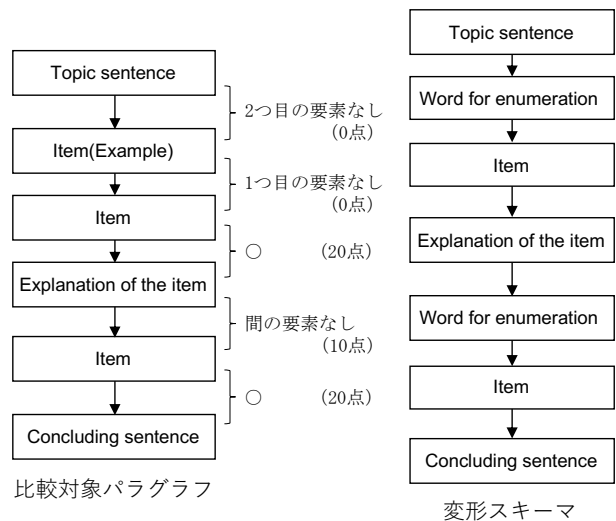 Topic sentence
Item(Example)
Item
Explanation of the item
Item
Concluding sentence
2つ目の要素なし
(0点)
1つ目の要素なし
(0点)
○ (20点)
間の要素なし
(10点)
○ (20点)
比較対象パラグラフ
Topic sentence
Word for enumeration
Item
Explanation of the item
Word for enumeration
Item
Concluding sentence
変形スキーマ